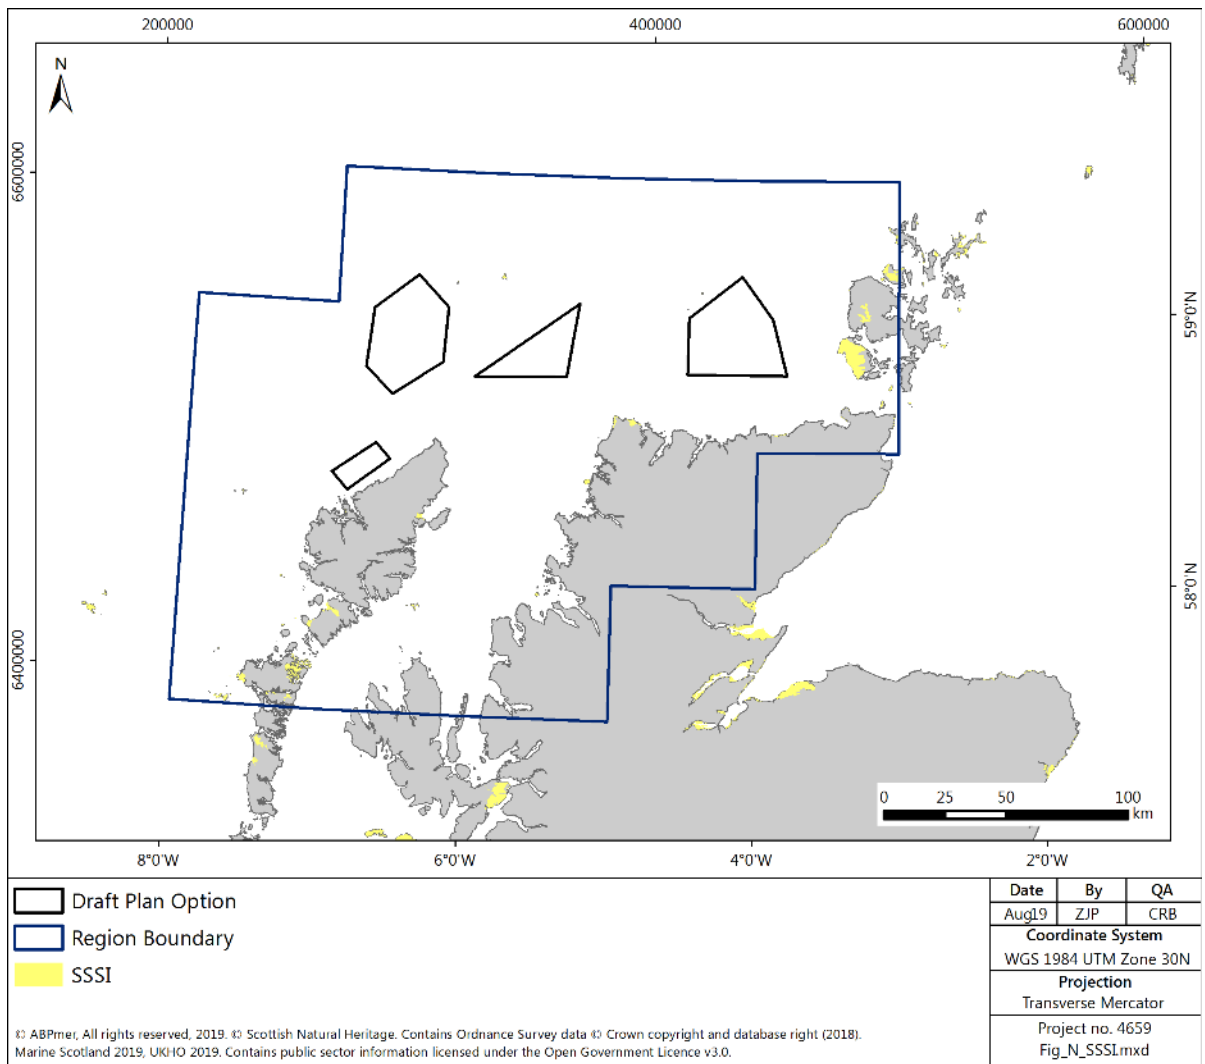 200000 400000 600000
N
6600000
59°0'N
58°0'N
6400000
0 25 50 100
km
8°0'W 6°0'W 4°0'W 2°0'W
Draft Plan Option
Region Boundary
SSSI
Date By QA
Aug19 ZJP CRB
Coordinate System
WGS 1984 UTM Zone 30N
Projection
Transverse Mercator
Project no. 4659
Fig_N_SSSI.mxd
© ABPmer, All rights reserved, 2019. © Scottish Natural Heritage. Contains Ordnance Survey data © Crown copyright and database right (2018).
Marine Scotland 2019, UKHO 2019. Contains public sector information licensed under the Open Government Licence v3.0.